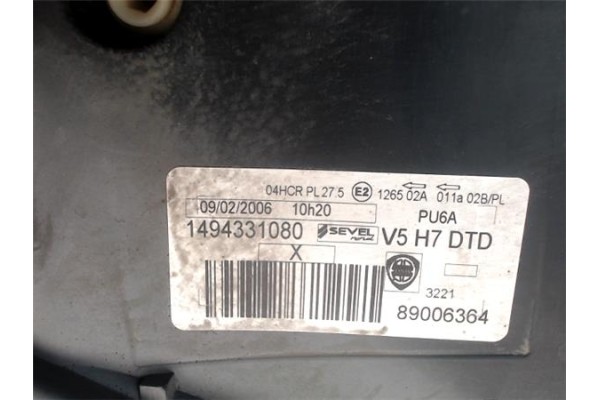 04HCR PL 27.5 E2 1265 02A 011a 02B/PL
09/02/2006 10h20 PU6A
1494331080 SEVEL V5 H7 DTD
X
3221
89006364